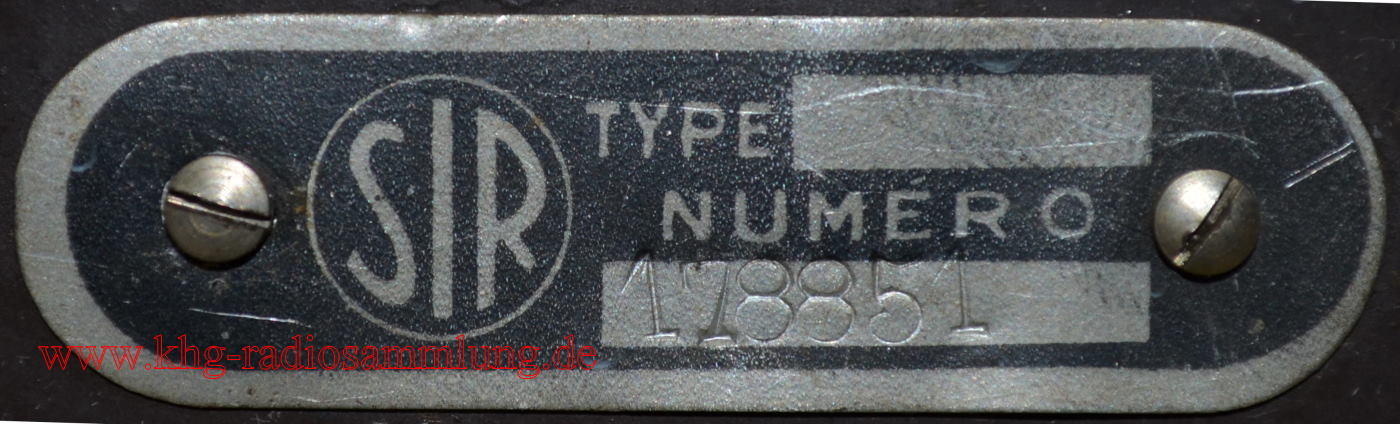 SIR
TYPE
NUMÉRO
178851
www.khg-radiosammlung.de